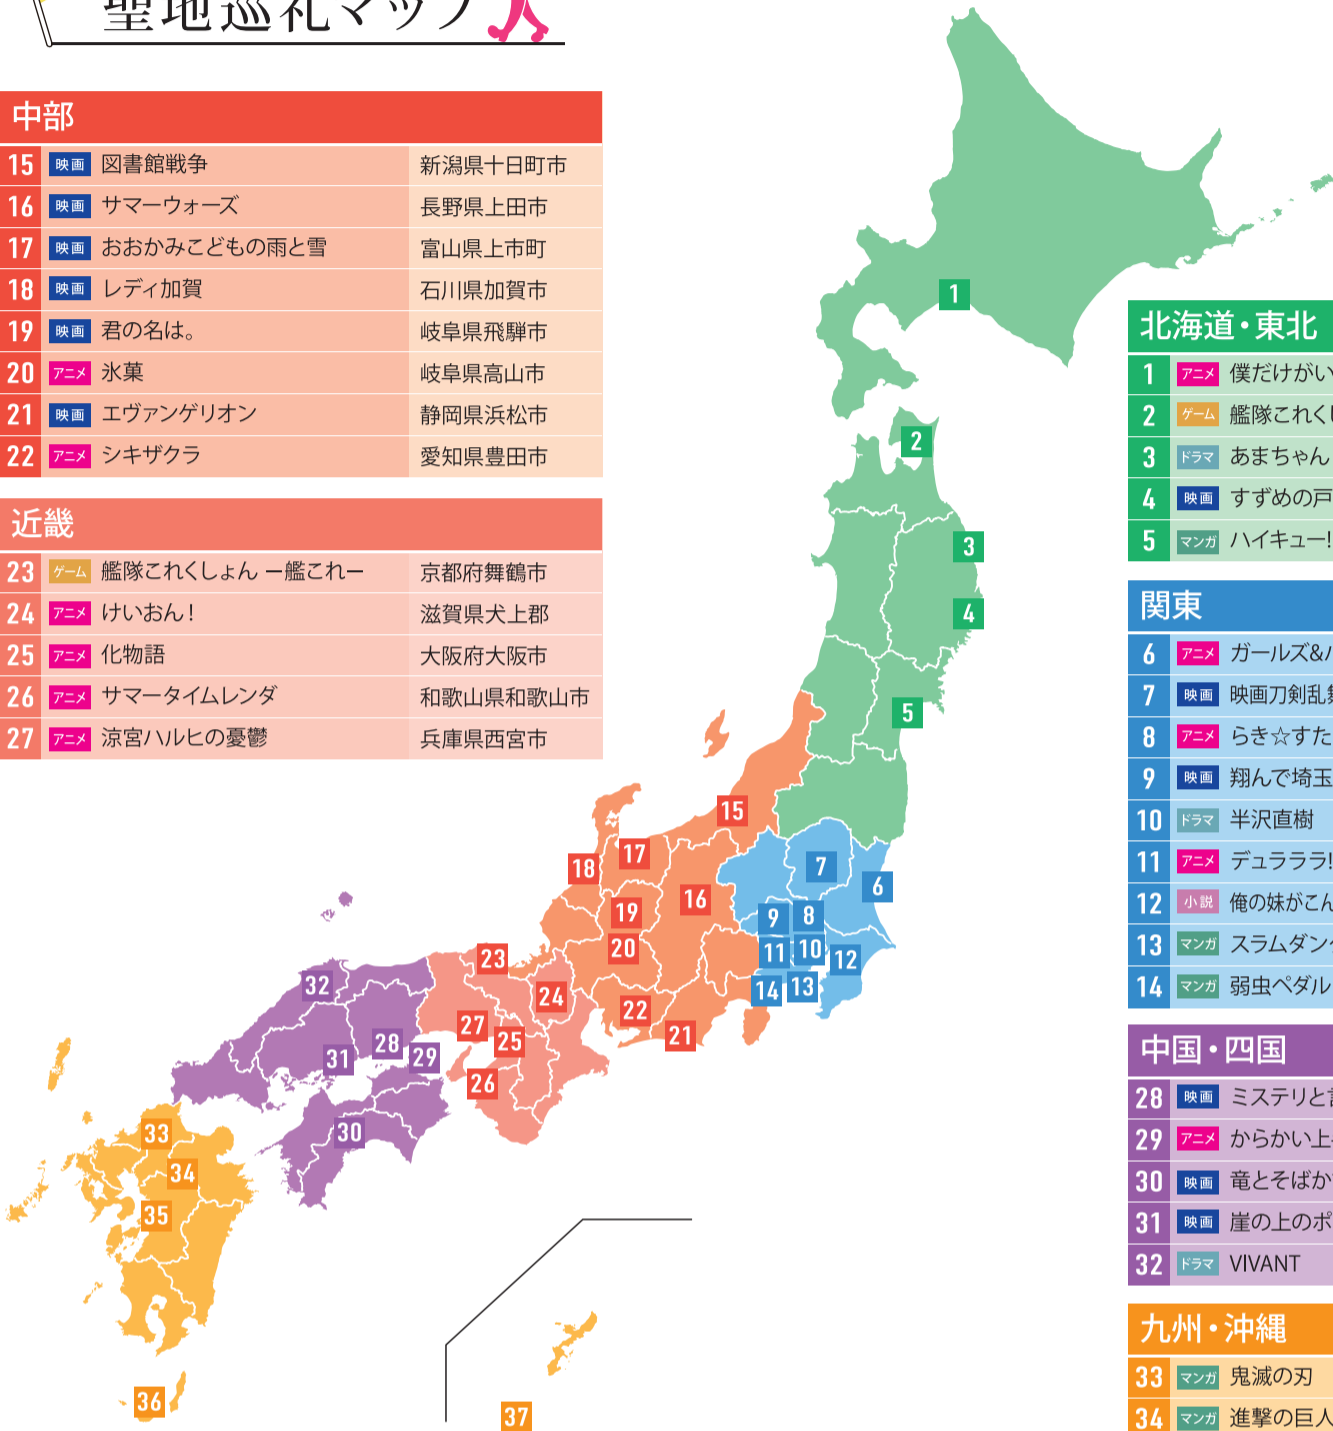 聖地巡礼マップ
中部
15 映画 図書館戦争 新潟県十日町市
16 映画 サマーウォーズ 長野県上田市
17 映画 おおかみこどもの雨と雪 富山県上市町
18 映画 レディ加賀 石川県加賀市
19 映画 君の名は。 岐阜県飛騨市
20 アニメ 氷菓 岐阜県高山市
21 映画 エヴァンゲリオン 静岡県浜松市
22 アニメ シキザクラ 愛知県豊田市
近畿
23 ゲーム 艦隊これくしょん ー艦これー 京都府舞鶴市
24 アニメ けいおん! 滋賀県犬上郡
25 アニメ 化物語 大阪府大阪市
26 アニメ サマータイムレンダ 和歌山県和歌山市
27 アニメ 涼宮ハルヒの憂鬱 兵庫県西宮市
1
2
3
4
5
15
17
18
7
6
16
19
9
8
20
11
10
12
23
14
13
24
32
22
27
21
25
28
29
31
26
30
33
34
35
36
37
北海道・東北
1 アニメ 僕だけがい
2 ゲーム 艦隊これく
3 ドラマ あまちゃん
4 映画 すずめの戸
5 マンガ ハイキュー!
関東
6 アニメ ガールズ&
7 映画 映画刀剣乱
8 アニメ らき☆すた
9 映画 翔んで埼玉
10 ドラマ 半沢直樹
11 アニメ デュラララ!
12 小説 俺の妹がこん
13 マンガ スラムダン
14 マンガ 弱虫ペダル
中国・四国
28 映画 ミステリと
29 アニメ からかい上
30 映画 竜とそばか
31 映画 崖の上のポ
32 ドラマ VIVANT
九州・沖縄
33 マンガ 鬼滅の刃
34 マンガ 進撃の巨人